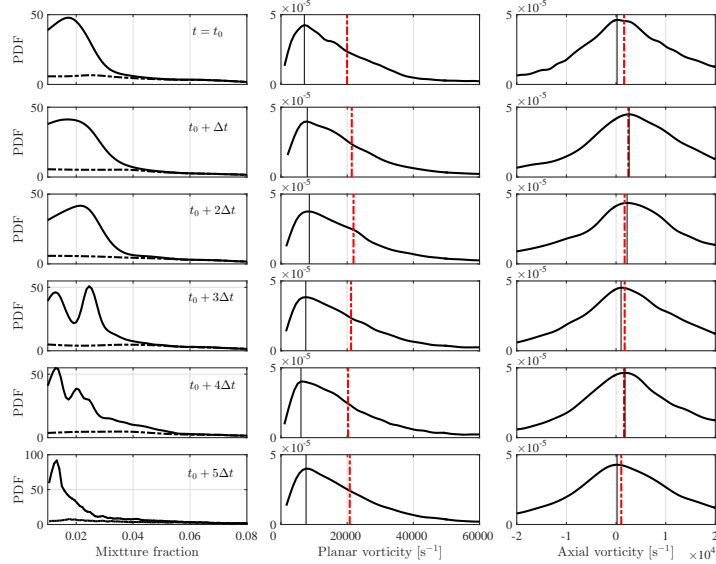 ×10⁻⁵ ×10⁻⁵
PDF 50 0 t = t₀ 5 0 5 0
×10⁻⁵ ×10⁻⁵
PDF 50 0 t₀ + Δt 5 0 5 0
×10⁻⁵ ×10⁻⁵
PDF 50 0 t₀ + 2Δt 5 0 5 0
×10⁻⁵ ×10⁻⁵
PDF 50 0 t₀ + 3Δt 5 0 5 0
×10⁻⁵ ×10⁻⁵
PDF 50 0 t₀ + 4Δt 5 0 5 0
×10⁻⁵ ×10⁻⁵
PDF 100 50 0 t₀ + 5Δt 5 0 5 0
0.02 0.04 0.06 0.08 0 20000 40000 60000 -2 -1 0 1 2
Mixtture fraction Planar vorticity [s⁻¹] Axial vorticity [s⁻¹] ×10⁴